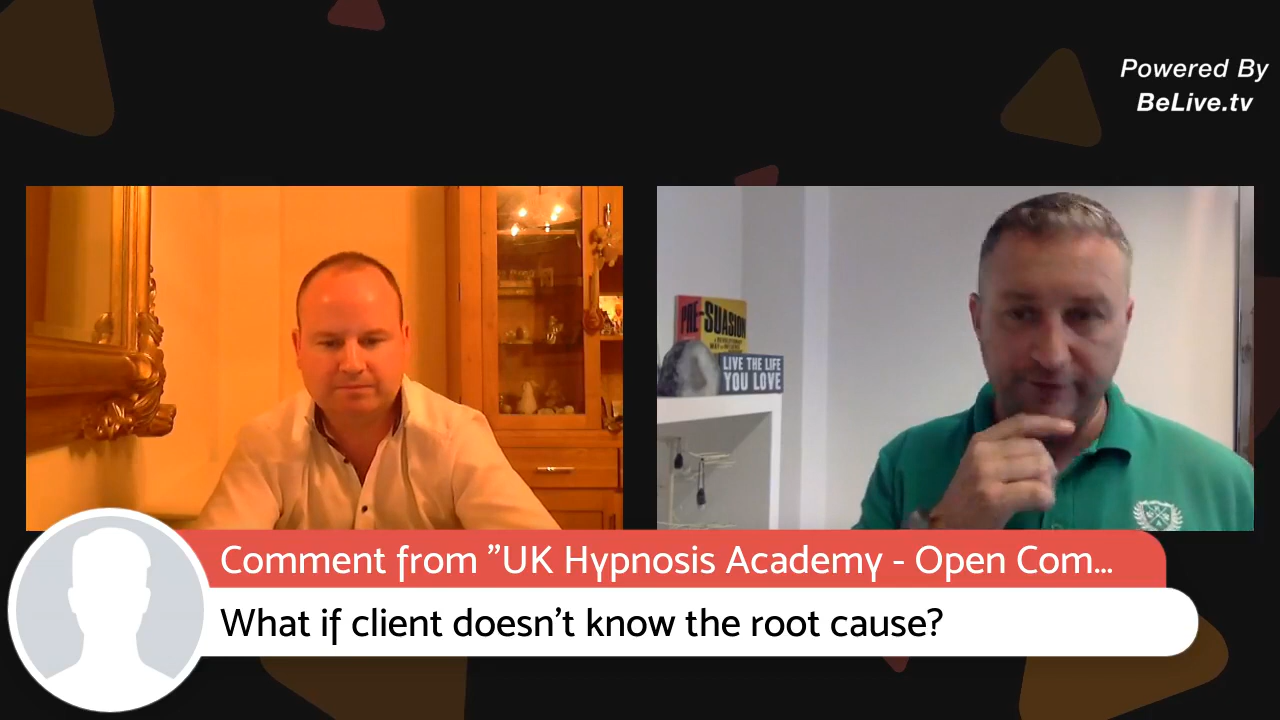 Powered By
BeLive.tv
PRE-
SUASION
LIVE THE LIFE
YOU LOVE
Comment from "UK Hypnosis Academy - Open Com...
What if client doesn't know the root cause?